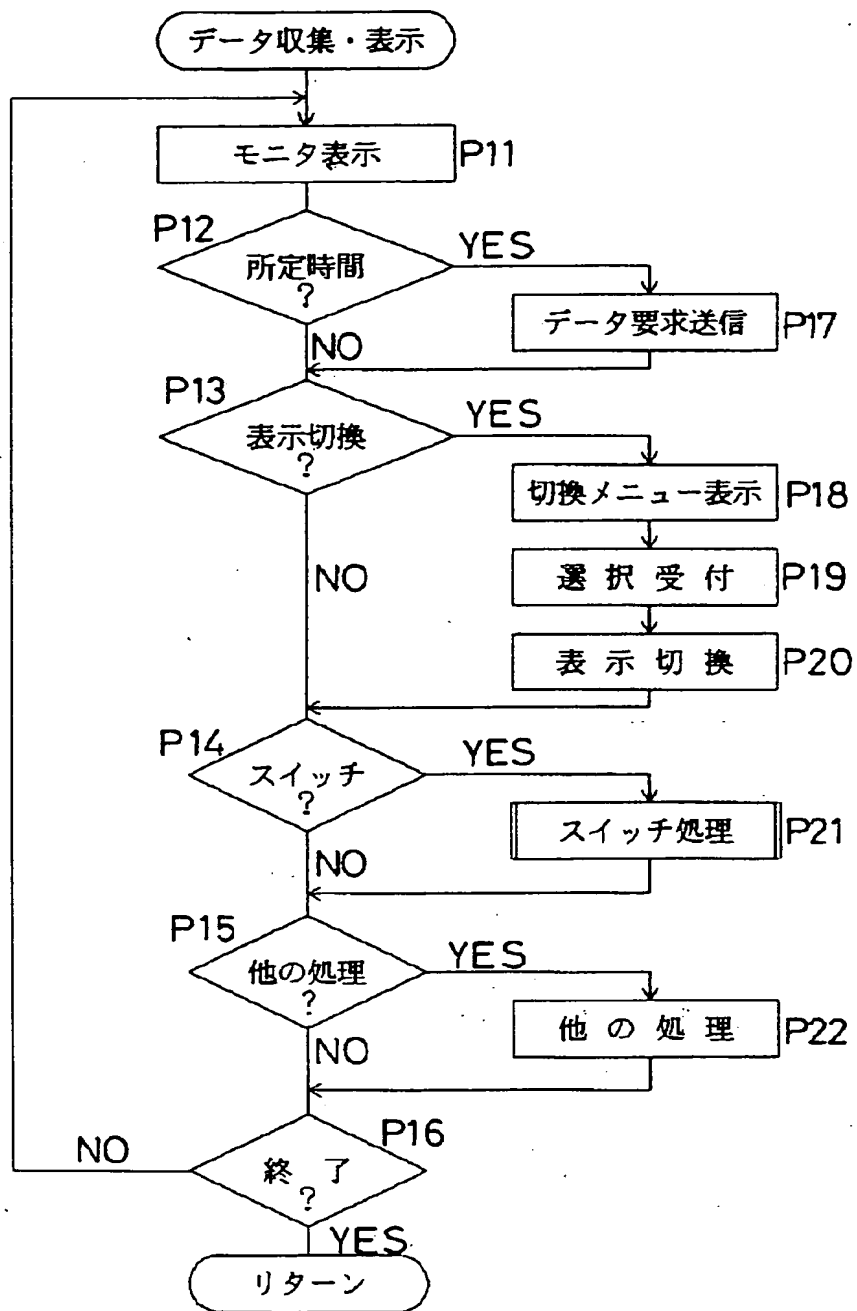 データ収集・表示
モニタ表示 P11
P12
所定時間
?
YES
データ要求送信 P17
NO
P13
表示切換
?
YES
切換メニュー表示 P18
選択受付 P19
表示切換 P20
NO
P14
スイッチ
?
YES
スイッチ処理 P21
NO
P15
他の処理
?
YES
他の処理 P22
NO
P16
終了
?
NO
YES
リターン